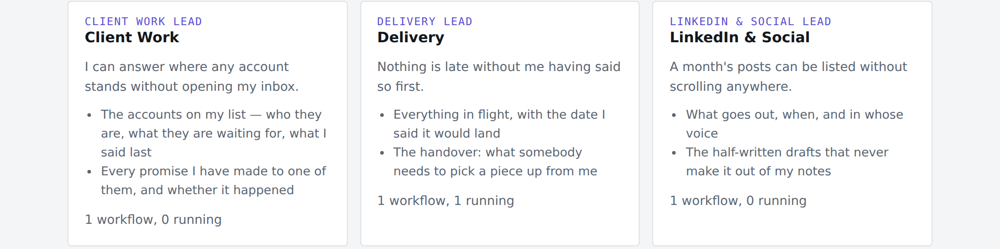 CLIENT WORK LEAD
Client Work
I can answer where any account
stands without opening my inbox.
• The accounts on my list — who they
are, what they are waiting for, what I
said last
• Every promise I have made to one of
them, and whether it happened
1 workflow, 0 running
DELIVERY LEAD
Delivery
Nothing is late without me having said
so first.
• Everything in flight, with the date I
said it would land
• The handover: what somebody
needs to pick a piece up from me
1 workflow, 1 running
LINKEDIN & SOCIAL LEAD
LinkedIn & Social
A month's posts can be listed without
scrolling anywhere.
• What goes out, when, and in whose
voice
• The half-written drafts that never
make it out of my notes
1 workflow, 0 running